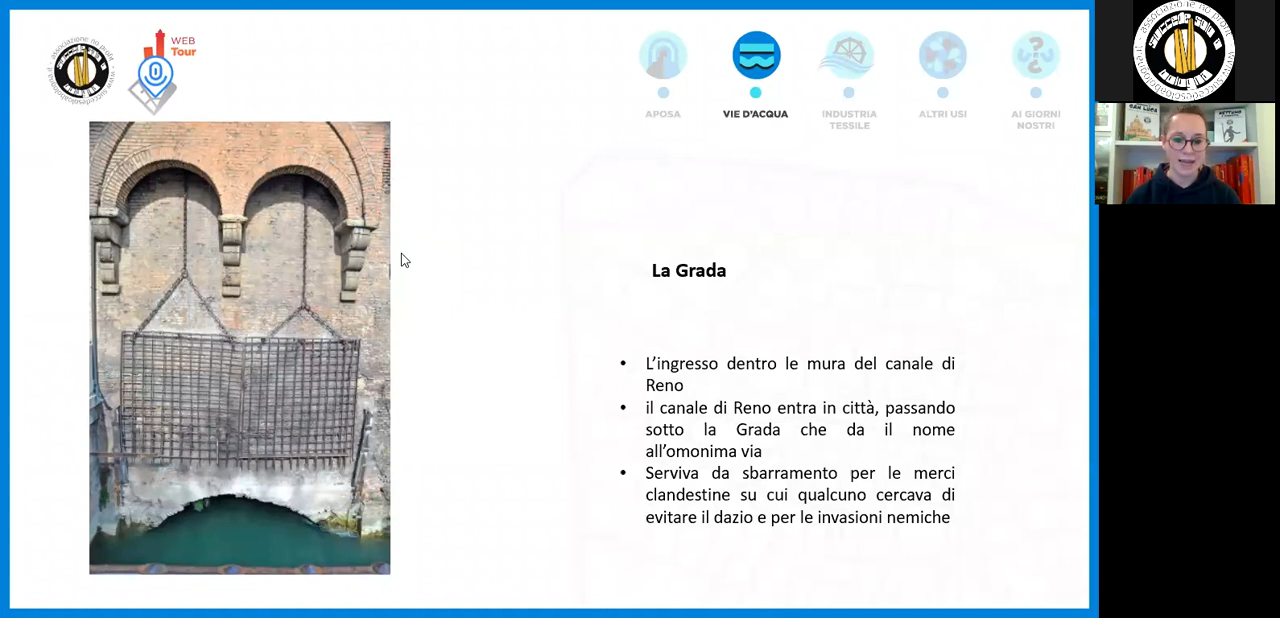 WEB
Tour
APOSA
VIE D'ACQUA
INDUSTRIA
TESSILE
ALTRI USI
AI GIORNI
NOSTRI
La Grada
• L'ingresso dentro le mura del canale di
Reno
• il canale di Reno entra in città, passando
sotto la Grada che da il nome
all'omonima via
• Serviva da sbarramento per le merci
clandestine su cui qualcuno cercava di
evitare il dazio e per le invasioni nemiche
associazione no profit